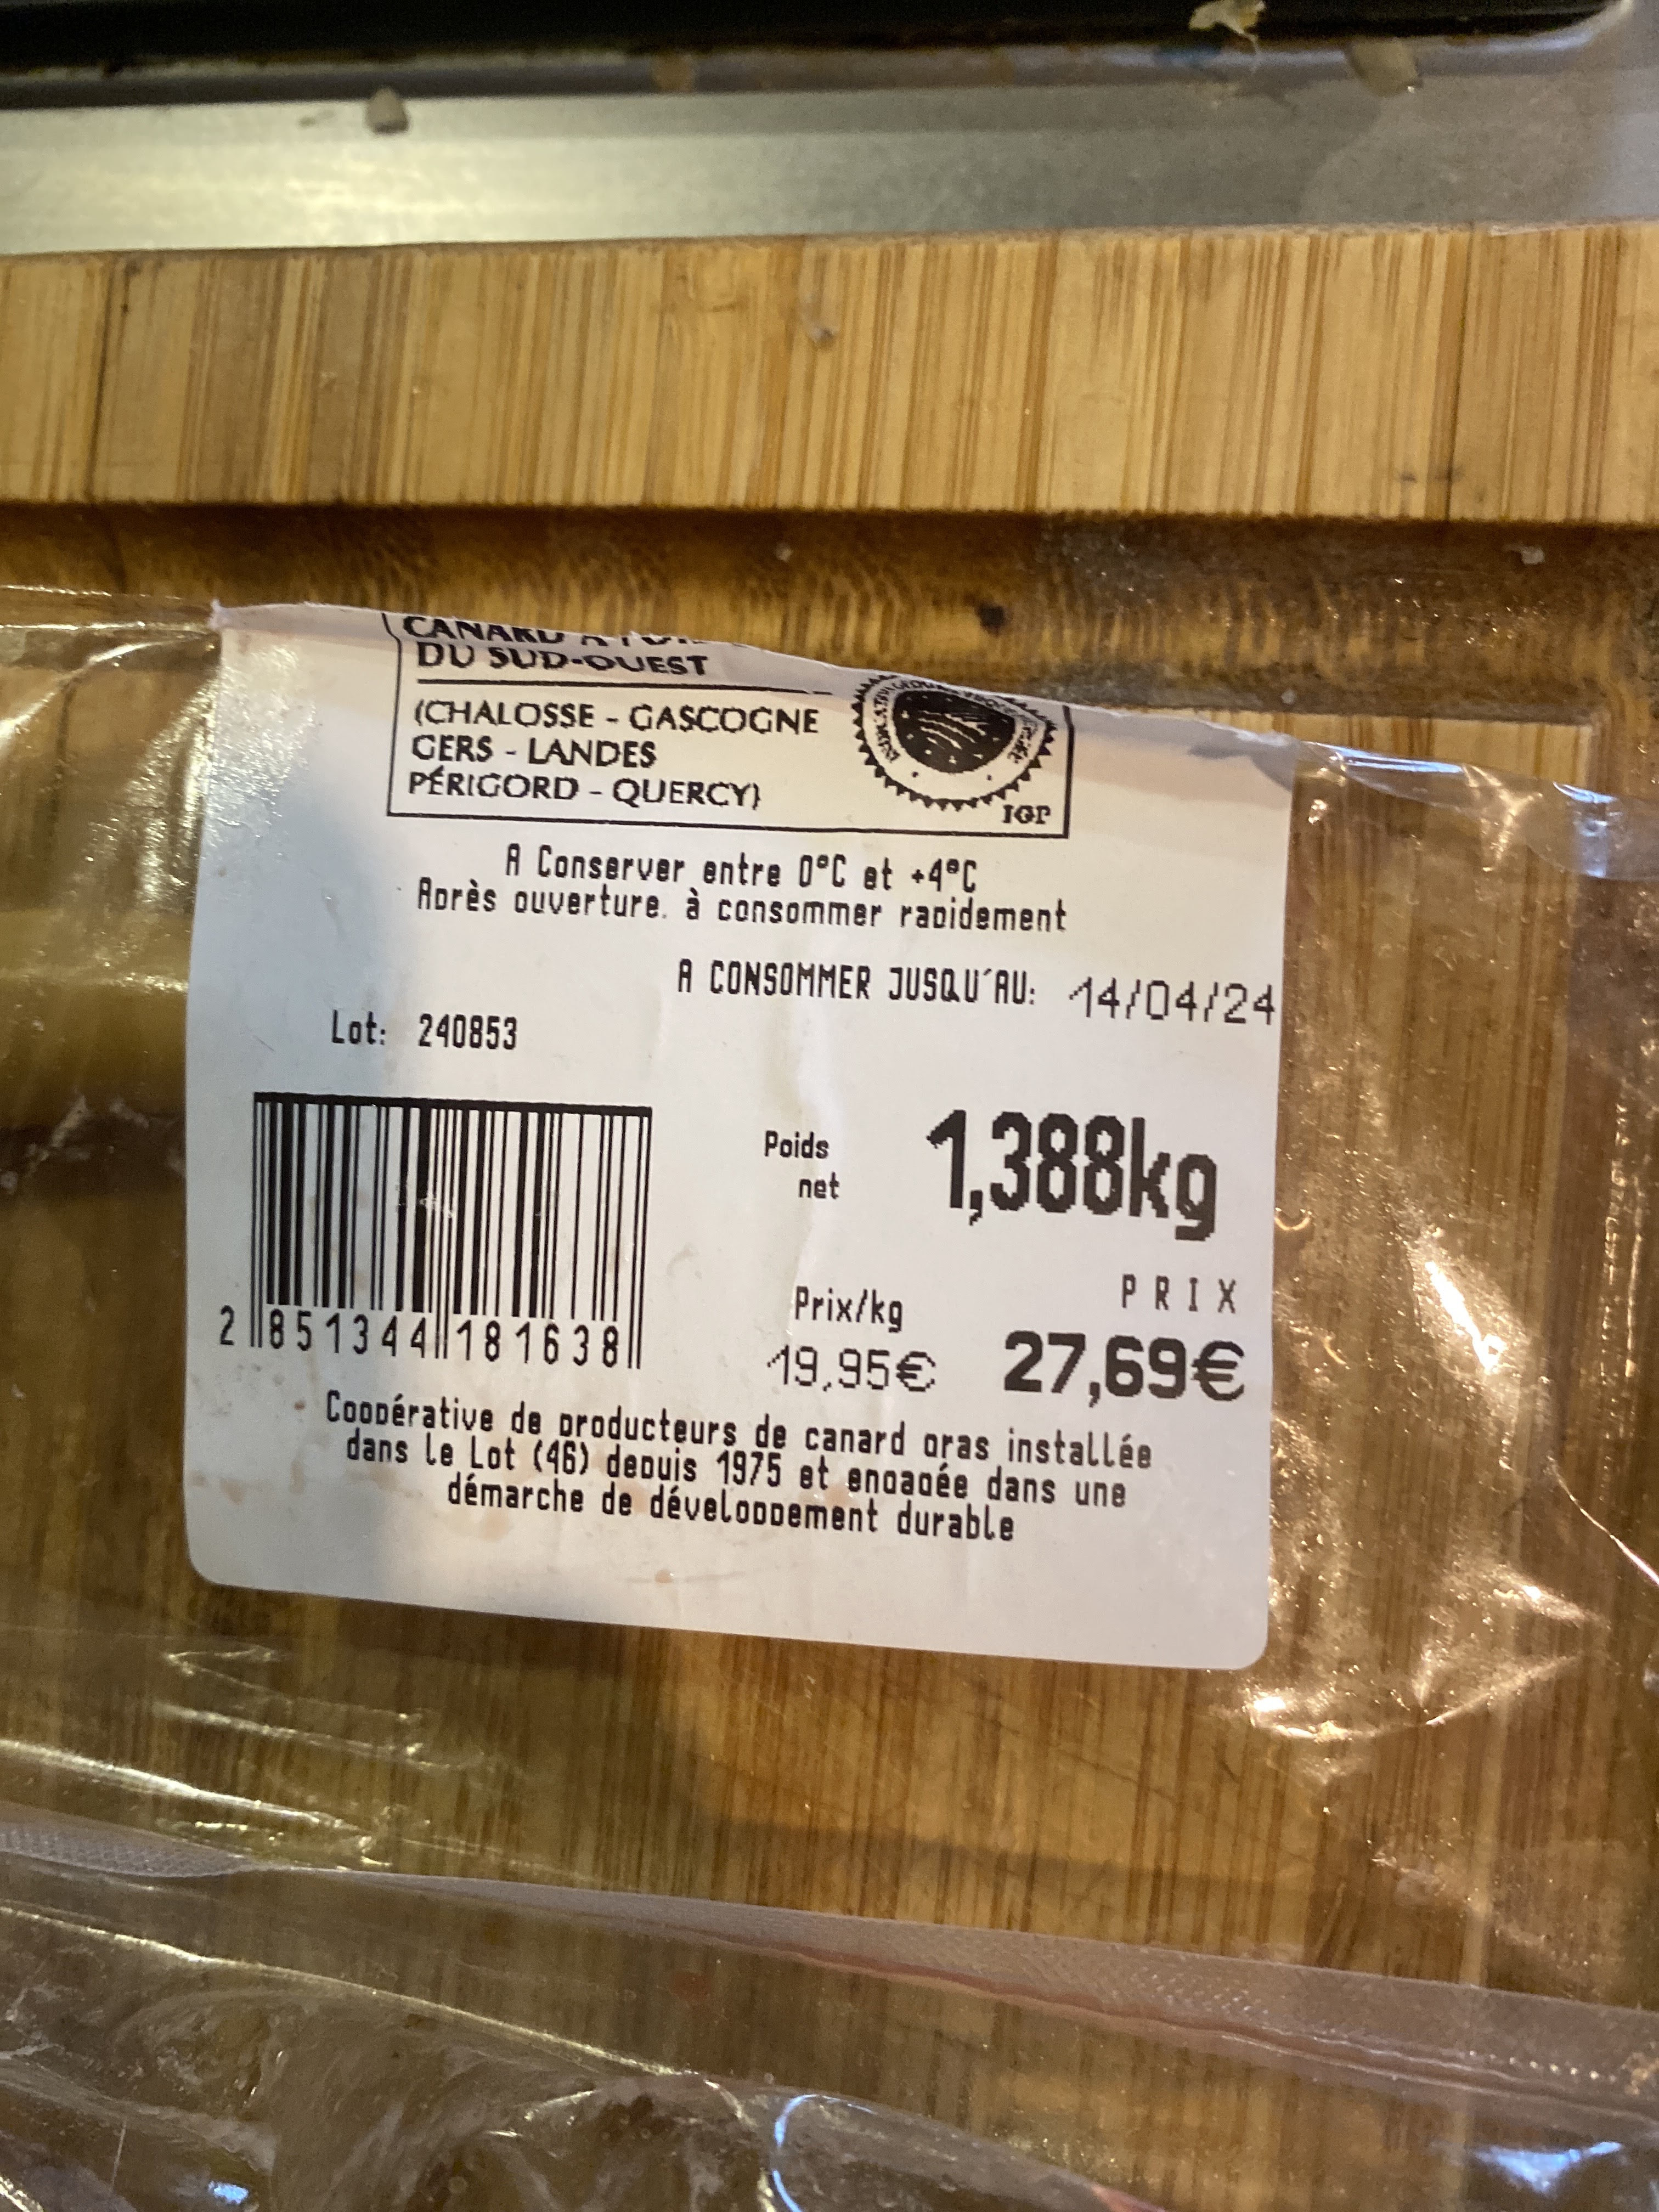 CANARD A
DU SUD-OUEST
(CHALOSSE - GASCOGNE
GERS - LANDES
PÉRIGORD - QUERCY)
IGP
A Conserver entre 0°C et +4°C
Après ouverture, à consommer rapidement
A CONSOMMER JUSQU'AU: 14/04/24
Lot: 240853
Poids net 1,388kg
Prix/kg PRIX
19,95€ 27,69€
2 851344 181638
Coopérative de producteurs de canard gras installée
dans le Lot (46) depuis 1975 et engagée dans une
démarche de développement durable